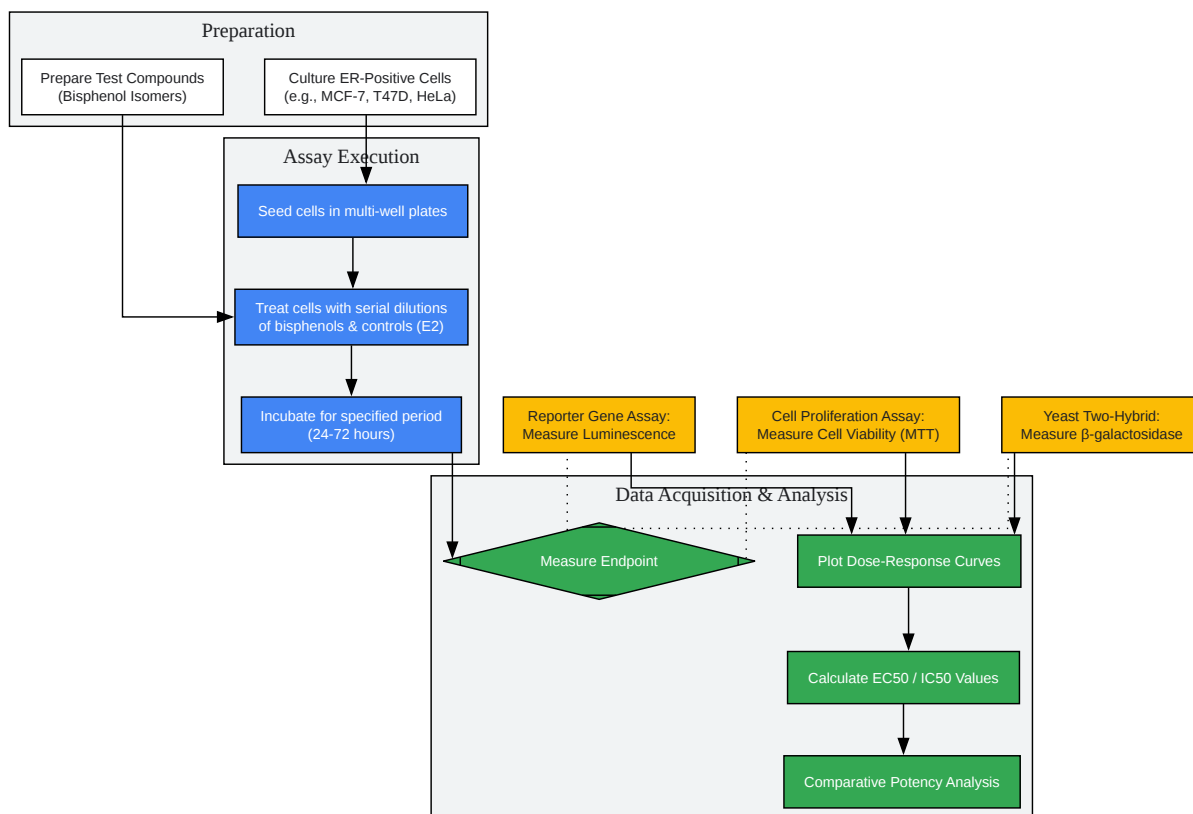 Preparation
Prepare Test Compounds
(Bisphenol Isomers)
Culture ER-Positive Cells
(e.g., MCF-7, T47D, HeLa)
Assay Execution
Seed cells in multi-well plates
Treat cells with serial dilutions
of bisphenols & controls (E2)
Incubate for specified period
(24-72 hours)
Reporter Gene Assay:
Measure Luminescence
Cell Proliferation Assay:
Measure Cell Viability (MTT)
Yeast Two-Hybrid:
Measure β-galactosidase
Data Acquisition & Analysis
Measure Endpoint
Plot Dose-Response Curves
Calculate EC50 / IC50 Values
Comparative Potency Analysis